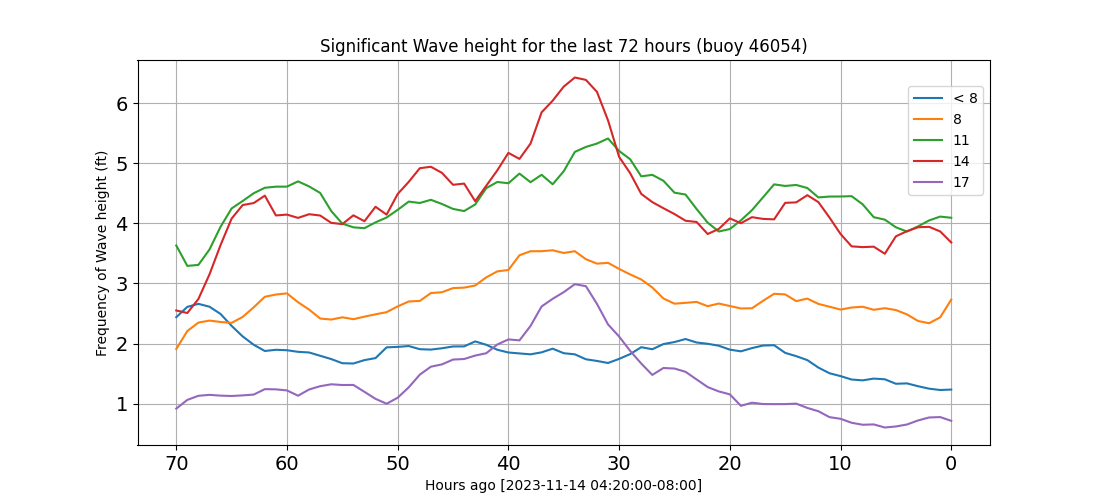 Significant Wave height for the last 72 hours (buoy 46054)
Frequency of Wave height (ft)
6
5
4
3
2
1
< 8
8
11
14
17
70 60 50 40 30 20 10 0
Hours ago [2023-11-14 04:20:00-08:00]